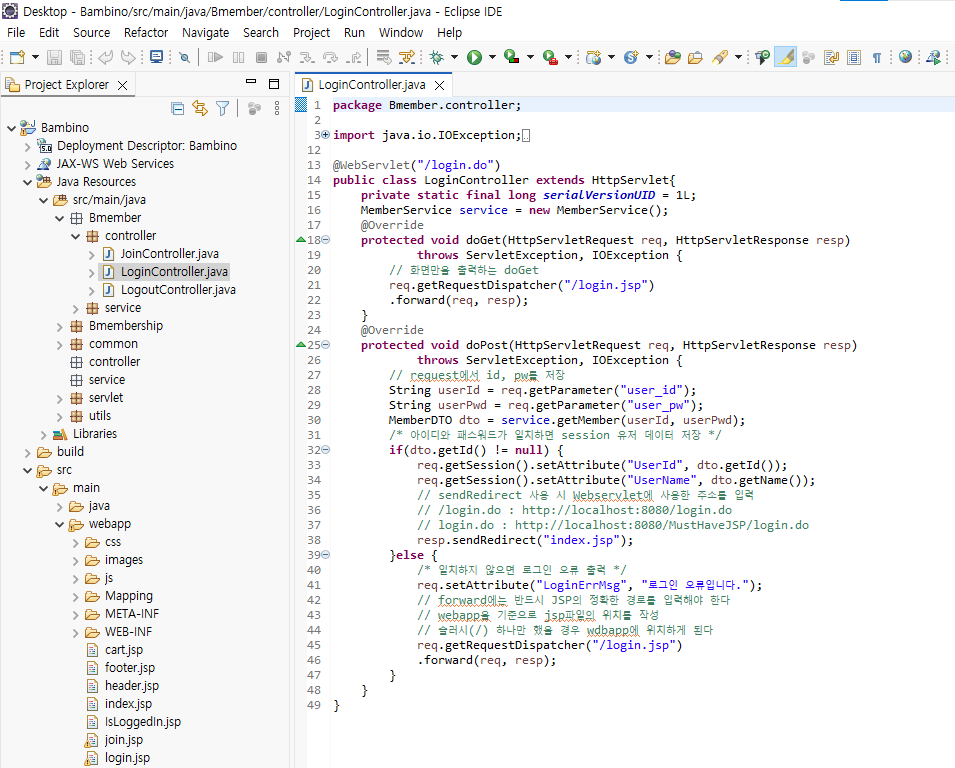 Desktop - Bambino/src/main/java/Bmember/controller/LoginController.java - Eclipse IDE
File Edit Source Refactor Navigate Search Project Run Window Help
Project Explorer
Bambino
Deployment Descriptor: Bambino
JAX-WS Web Services
Java Resources
src/main/java
Bmember
controller
JoinController.java
LoginController.java
LogoutController.java
service
Bmembership
common
controller
service
servlet
utils
Libraries
build
src
main
java
webapp
css
images
js
Mapping
META-INF
WEB-INF
cart.jsp
footer.jsp
header.jsp
index.jsp
IsLoggedIn.jsp
join.jsp
login.jsp
LoginController.java
1 package Bmember.controller;
2
3 import java.io.IOException;
12
13 @WebServlet("/login.do")
14 public class LoginController extends HttpServlet{
15 private static final long serialVersionUID = 1L;
16 MemberService service = new MemberService();
17 @Override
18 protected void doGet(HttpServletRequest req, HttpServletResponse resp)
19 throws ServletException, IOException {
20 // 화면만을 출력하는 doGet
21 req.getRequestDispatcher("/login.jsp")
22 .forward(req, resp);
23 }
24 @Override
25 protected void doPost(HttpServletRequest req, HttpServletResponse resp)
26 throws ServletException, IOException {
27 // request에서 id, pw를 저장
28 String userId = req.getParameter("user_id");
29 String userPwd = req.getParameter("user_pw");
30 MemberDTO dto = service.getMember(userId, userPwd);
31 /* 아이디와 패스워드가 일치하면 session 유저 데이터 저장 */
32 if(dto.getId() != null) {
33 req.getSession().setAttribute("UserId", dto.getId());
34 req.getSession().setAttribute("UserName", dto.getName());
35 // sendRedirect 사용 시 Webservlet에 사용한 주소를 입력
36 // /login.do : http://localhost:8080/login.do
37 // login.do : http://localhost:8080/MustHaveJSP/login.do
38 resp.sendRedirect("index.jsp");
39 }else {
40 /* 일치하지 않으면 로그인 오류 출력 */
41 req.setAttribute("LoginErrMsg", "로그인 오류입니다.");
42 // forward에는 반드시 JSP의 정확한 경로를 입력해야 한다
43 // webapp을 기준으로 jsp파일의 위치를 작성
44 // 슬러시(/) 하나만 했을 경우 wdbapp에 위치하게 된다
45 req.getRequestDispatcher("/login.jsp")
46 .forward(req, resp);
47 }
48 }
49 }